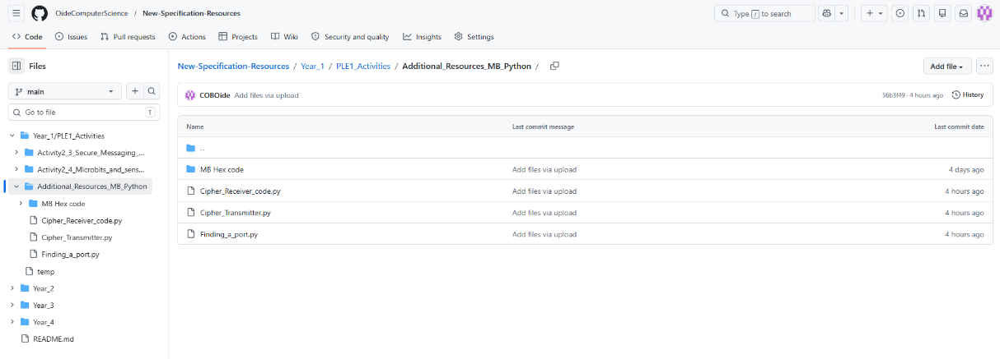 OideComputerScience / New-Specification-Resources
Type / to search
Code Issues Pull requests Actions Projects Wiki Security and quality Insights Settings
Files
main
Go to file T
Year_1/PLE1_Activities
Activity2_3_Secure_Messaging_...
Activity2_4_Microbits_and_sens...
Additional_Resources_MB_Python
MB Hex code
Cipher_Receiver_code.py
Cipher_Transmitter.py
Finding_a_port.py
temp
Year_2
Year_3
Year_4
README.md
New-Specification-Resources / Year_1 / PLE1_Activities / Additional_Resources_MB_Python /
Add file
COBOide Add files via upload
56b3f49 · 4 hours ago History
Name Last commit message Last commit date
..
MB Hex code Add files via upload 4 days ago
Cipher_Receiver_code.py Add files via upload 4 hours ago
Cipher_Transmitter.py Add files via upload 4 hours ago
Finding_a_port.py Add files via upload 4 hours ago